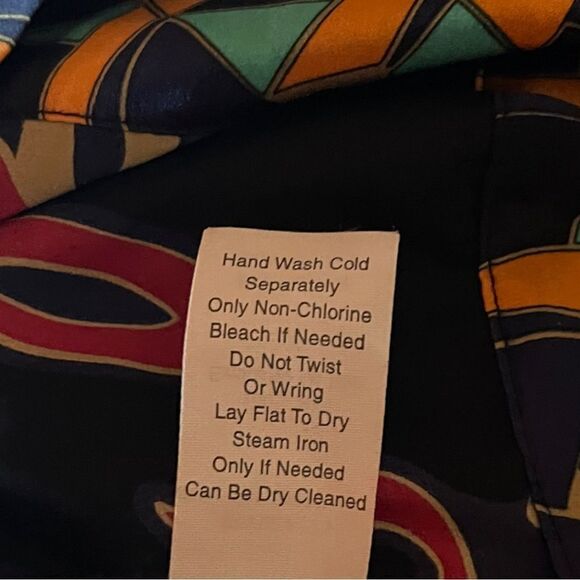 Hand Wash Cold
Separately
Only Non-Chlorine
Bleach If Needed
Do Not Twist
Or Wring
Lay Flat To Dry
Steam Iron
Only If Needed
Can Be Dry Cleaned